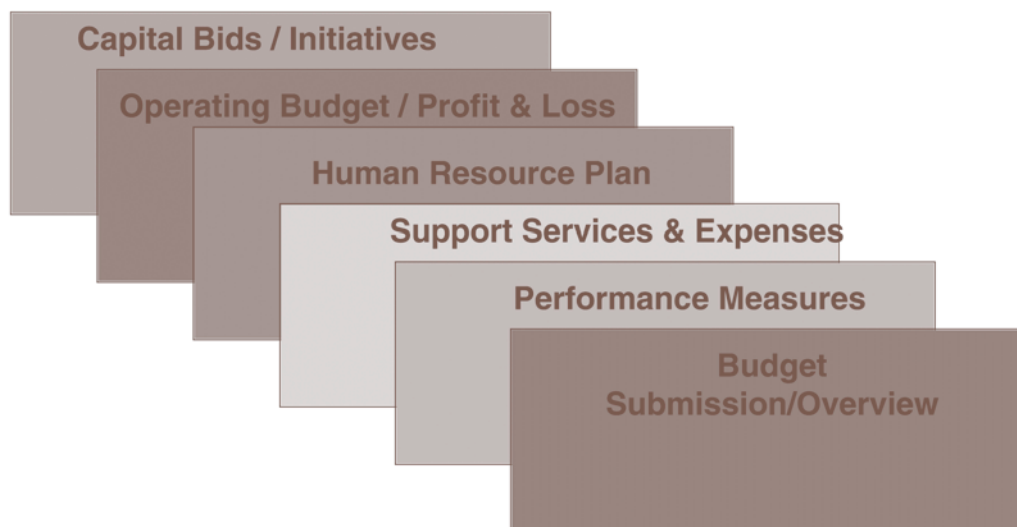 Capital Bids / Initiatives
Operating Budget / Profit & Loss
Human Resource Plan
Support Services & Expenses
Performance Measures
Budget
Submission/Overview